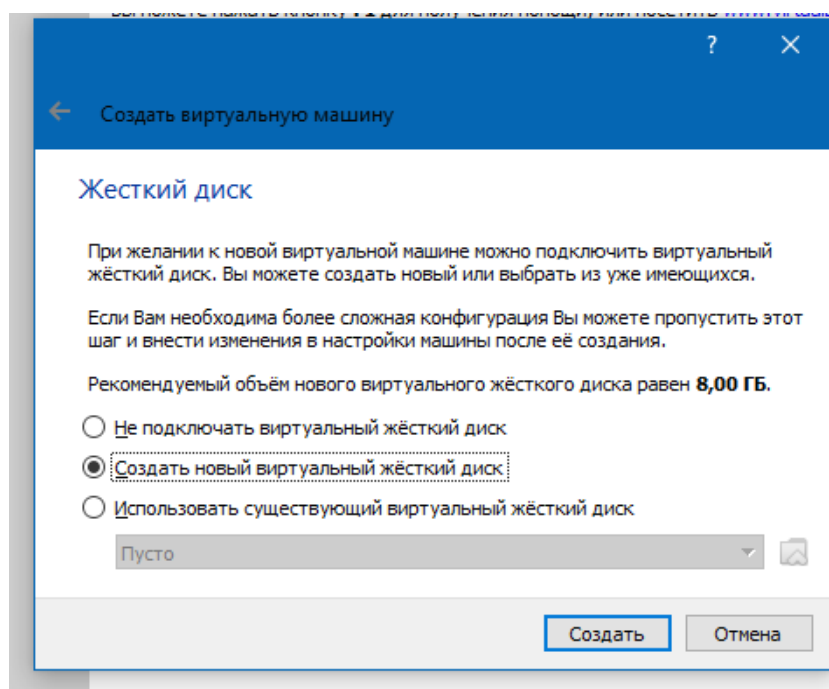 ?
Создать виртуальную машину
Жесткий диск
При желании к новой виртуальной машине можно подключить виртуальный
жёсткий диск. Вы можете создать новый или выбрать из уже имеющихся.
Если Вам необходима более сложная конфигурация Вы можете пропустить этот
шаг и внести изменения в настройки машины после её создания.
Рекомендуемый объём нового виртуального жёсткого диска равен 8,00 ГБ.
Не подключать виртуальный жёсткий диск
Создать новый виртуальный жёсткий диск
Использовать существующий виртуальный жёсткий диск
Пусто
Создать
Отмена